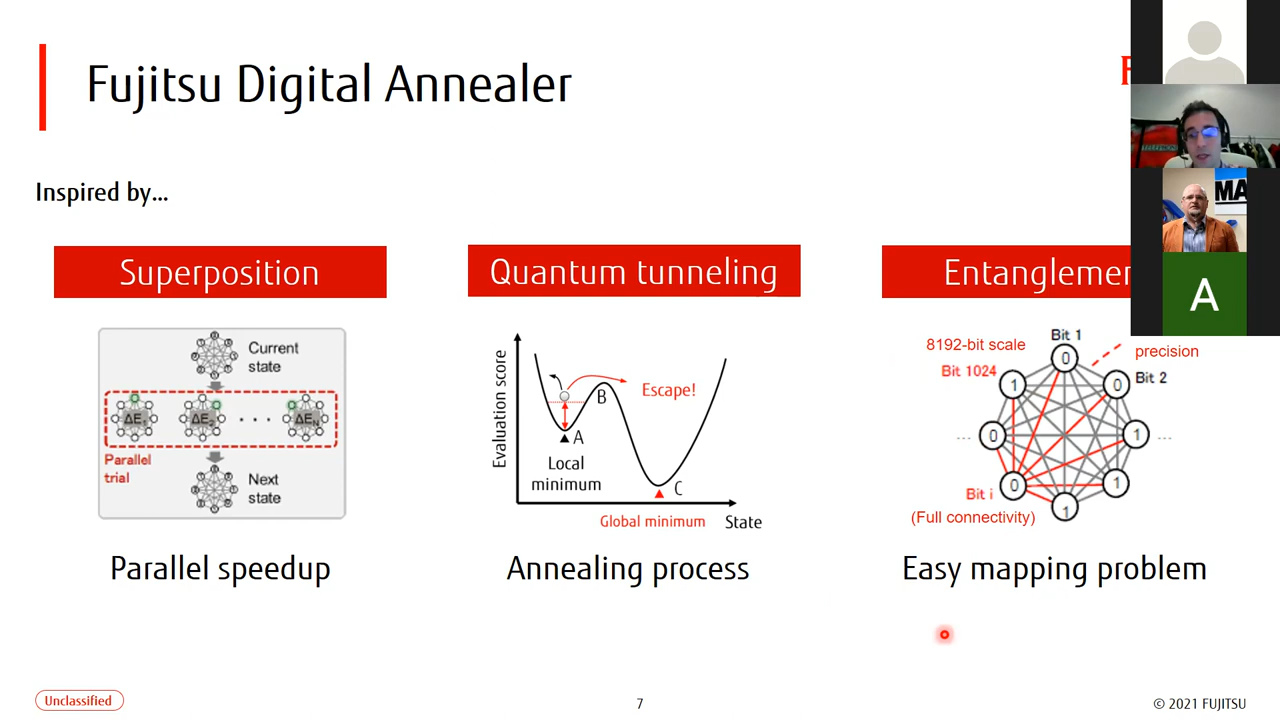 Fujitsu Digital Annealer
F
Inspired by...
MA
Superposition
Quantum tunneling
Entanglemen
A
Current
state
ΔE1
ΔE2
. . .
ΔEN
Parallel
trial
Next
state
Evaluation score
Escape!
B
A
Local
minimum
C
Global minimum
State
8192-bit scale
Bit 1
precision
Bit 1024
Bit 2
0
1
0
0
1
0
1
1
...
...
Bit i
(Full connectivity)
Parallel speedup
Annealing process
Easy mapping problem
Unclassified
7
© 2021 FUJITSU